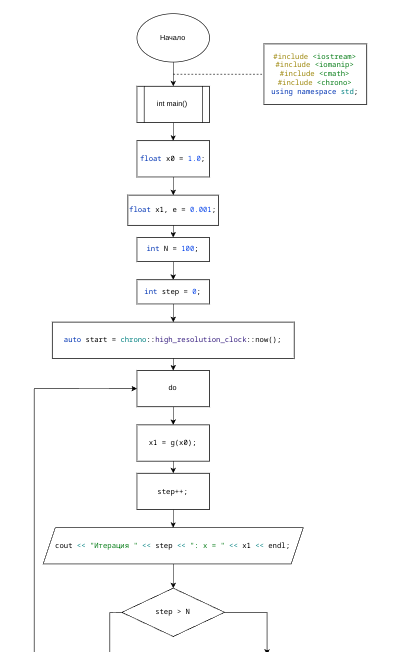 Начало
#include <iostream>
#include <iomanip>
#include <cmath>
#include <chrono>
using namespace std;
int main()
float x0 = 1.0;
float x1, e = 0.001;
int N = 100;
int step = 0;
auto start = chrono::high_resolution_clock::now();
do
x1 = g(x0);
step++;
cout << "Итерация " << step << ": x = " << x1 << endl;
step > N